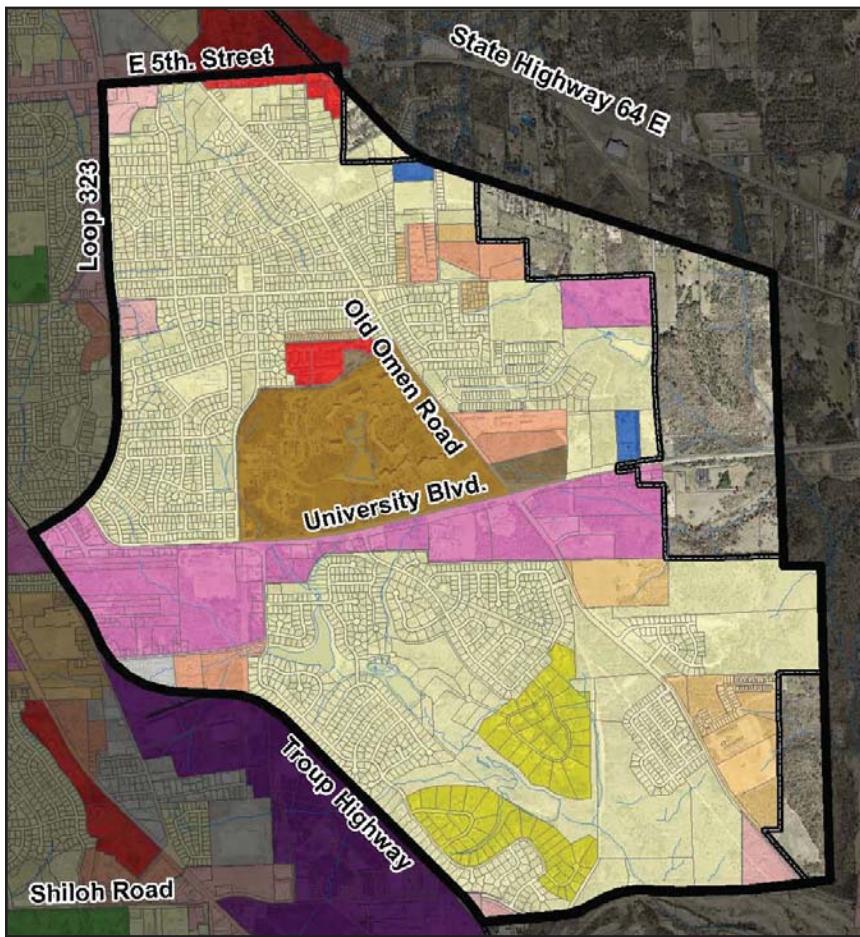 E 5th. Street
State Highway 64 E
Loop 323
Old Omen Road
University Blvd.
Troup Highway
Shiloh Road